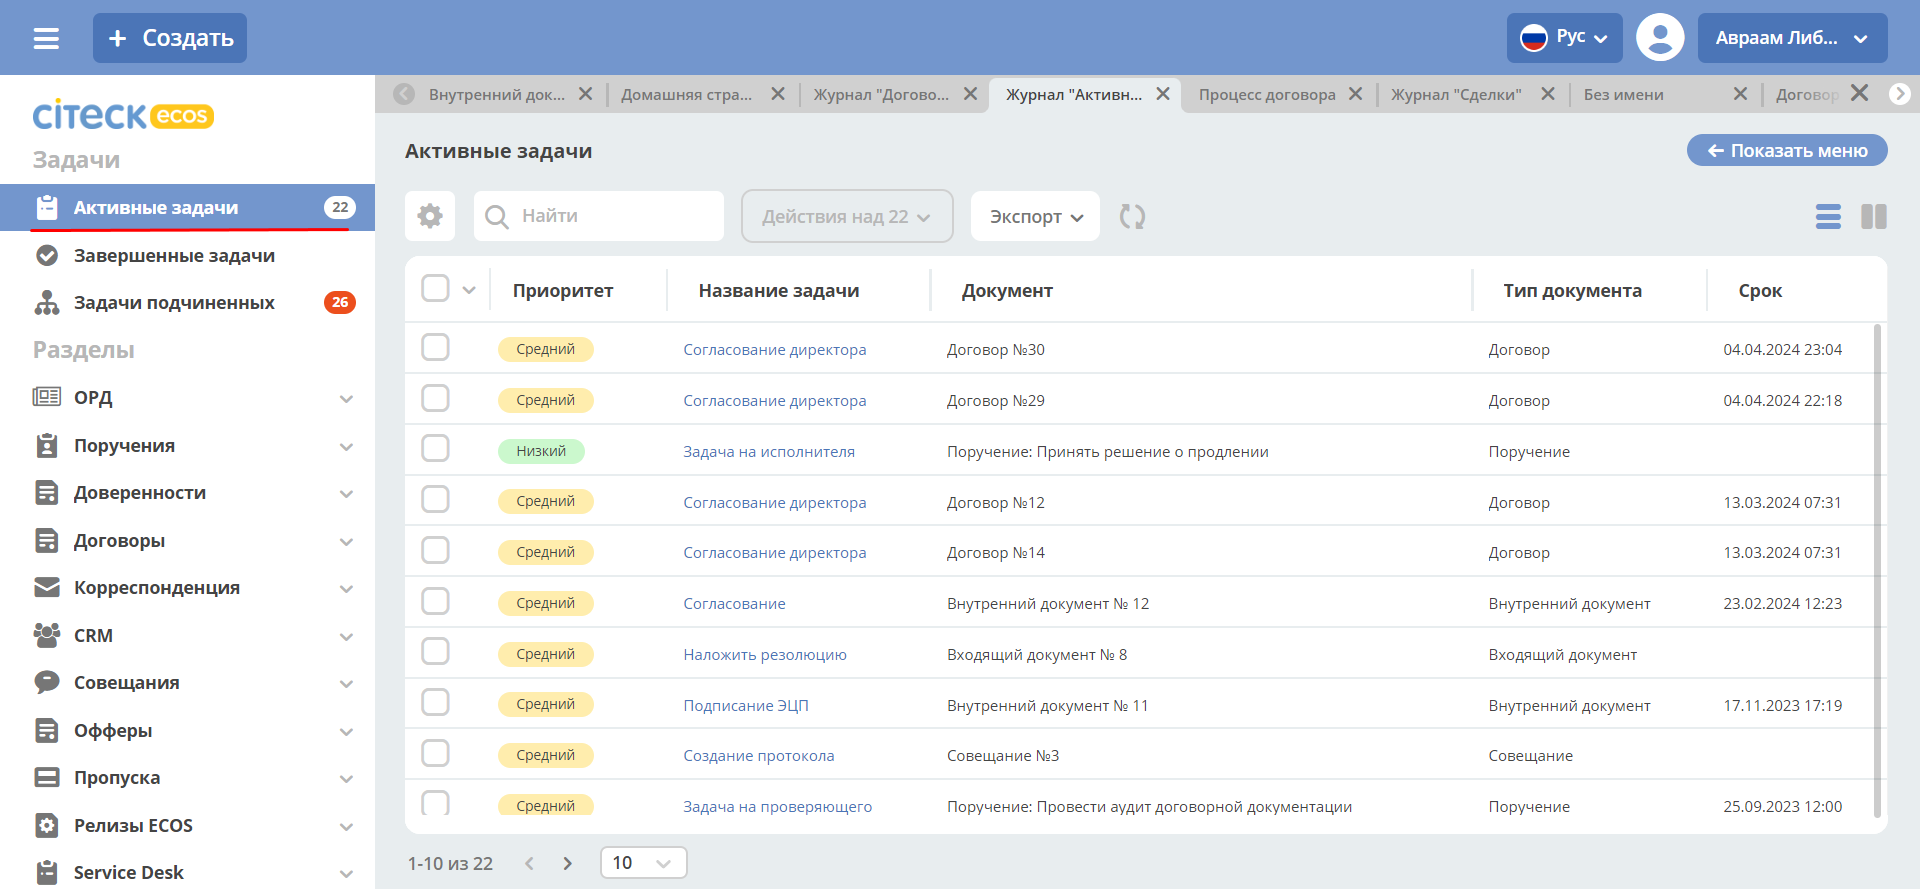 Создать
Рус
Авраам Либ...
Внутренний док...
Домашняя стра...
Журнал "Догово...
Журнал "Активн...
Процесс договора
Журнал "Сделки"
Без имени
Договор
citeck ecos
Задачи
Активные задачи 22
Завершенные задачи
Задачи подчиненных 26
Разделы
ОРД
Поручения
Доверенности
Договоры
Корреспонденция
CRM
Совещания
Офферы
Пропуска
Релизы ECOS
Service Desk
Активные задачи
Показать меню
Найти
Действия над 22
Экспорт
Приоритет Название задачи Документ Тип документа Срок
Средний Согласование директора Договор №30 Договор 04.04.2024 23:04
Средний Согласование директора Договор №29 Договор 04.04.2024 22:18
Низкий Задача на исполнителя Поручение: Принять решение о продлении Поручение
Средний Согласование директора Договор №12 Договор 13.03.2024 07:31
Средний Согласование директора Договор №14 Договор 13.03.2024 07:31
Средний Согласование Внутренний документ № 12 Внутренний документ 23.02.2024 12:23
Средний Наложить резолюцию Входящий документ № 8 Входящий документ
Средний Подписание ЭЦП Внутренний документ № 11 Внутренний документ 17.11.2023 17:19
Средний Создание протокола Совещание №3 Совещание
Средний Задача на проверяющего Поручение: Провести аудит договорной документации Поручение 25.09.2023 12:00
1-10 из 22
10